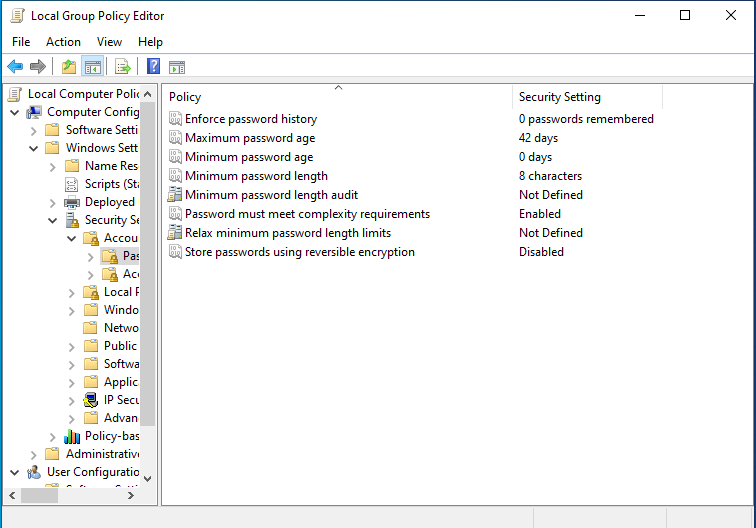 Local Group Policy Editor
File Action View Help
Local Computer Polic
Computer Config
Software Setti
Windows Sett
Name Res
Scripts (Sta
Deployed
Security Se
Accou
Pas
Acc
Local P
Windo
Netwo
Public
Softwa
Applic
IP Secu
Advan
Policy-bas
Administrative
User Configuratio
Policy Security Setting
Enforce password history 0 passwords remembered
Maximum password age 42 days
Minimum password age 0 days
Minimum password length 8 characters
Minimum password length audit Not Defined
Password must meet complexity requirements Enabled
Relax minimum password length limits Not Defined
Store passwords using reversible encryption Disabled